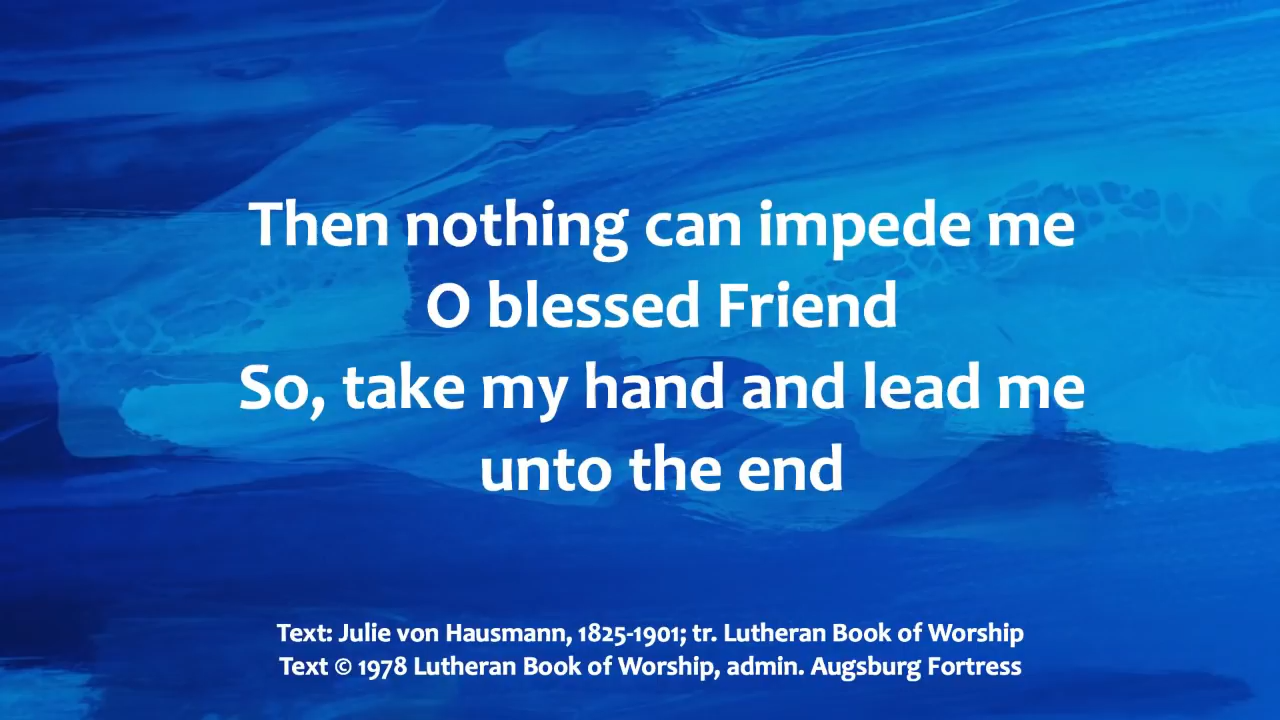 Then nothing can impede me
O blessed Friend
So, take my hand and lead me
unto the end
Text: Julie von Hausmann, 1825-1901; tr. Lutheran Book of Worship
Text © 1978 Lutheran Book of Worship, admin. Augsburg Fortress